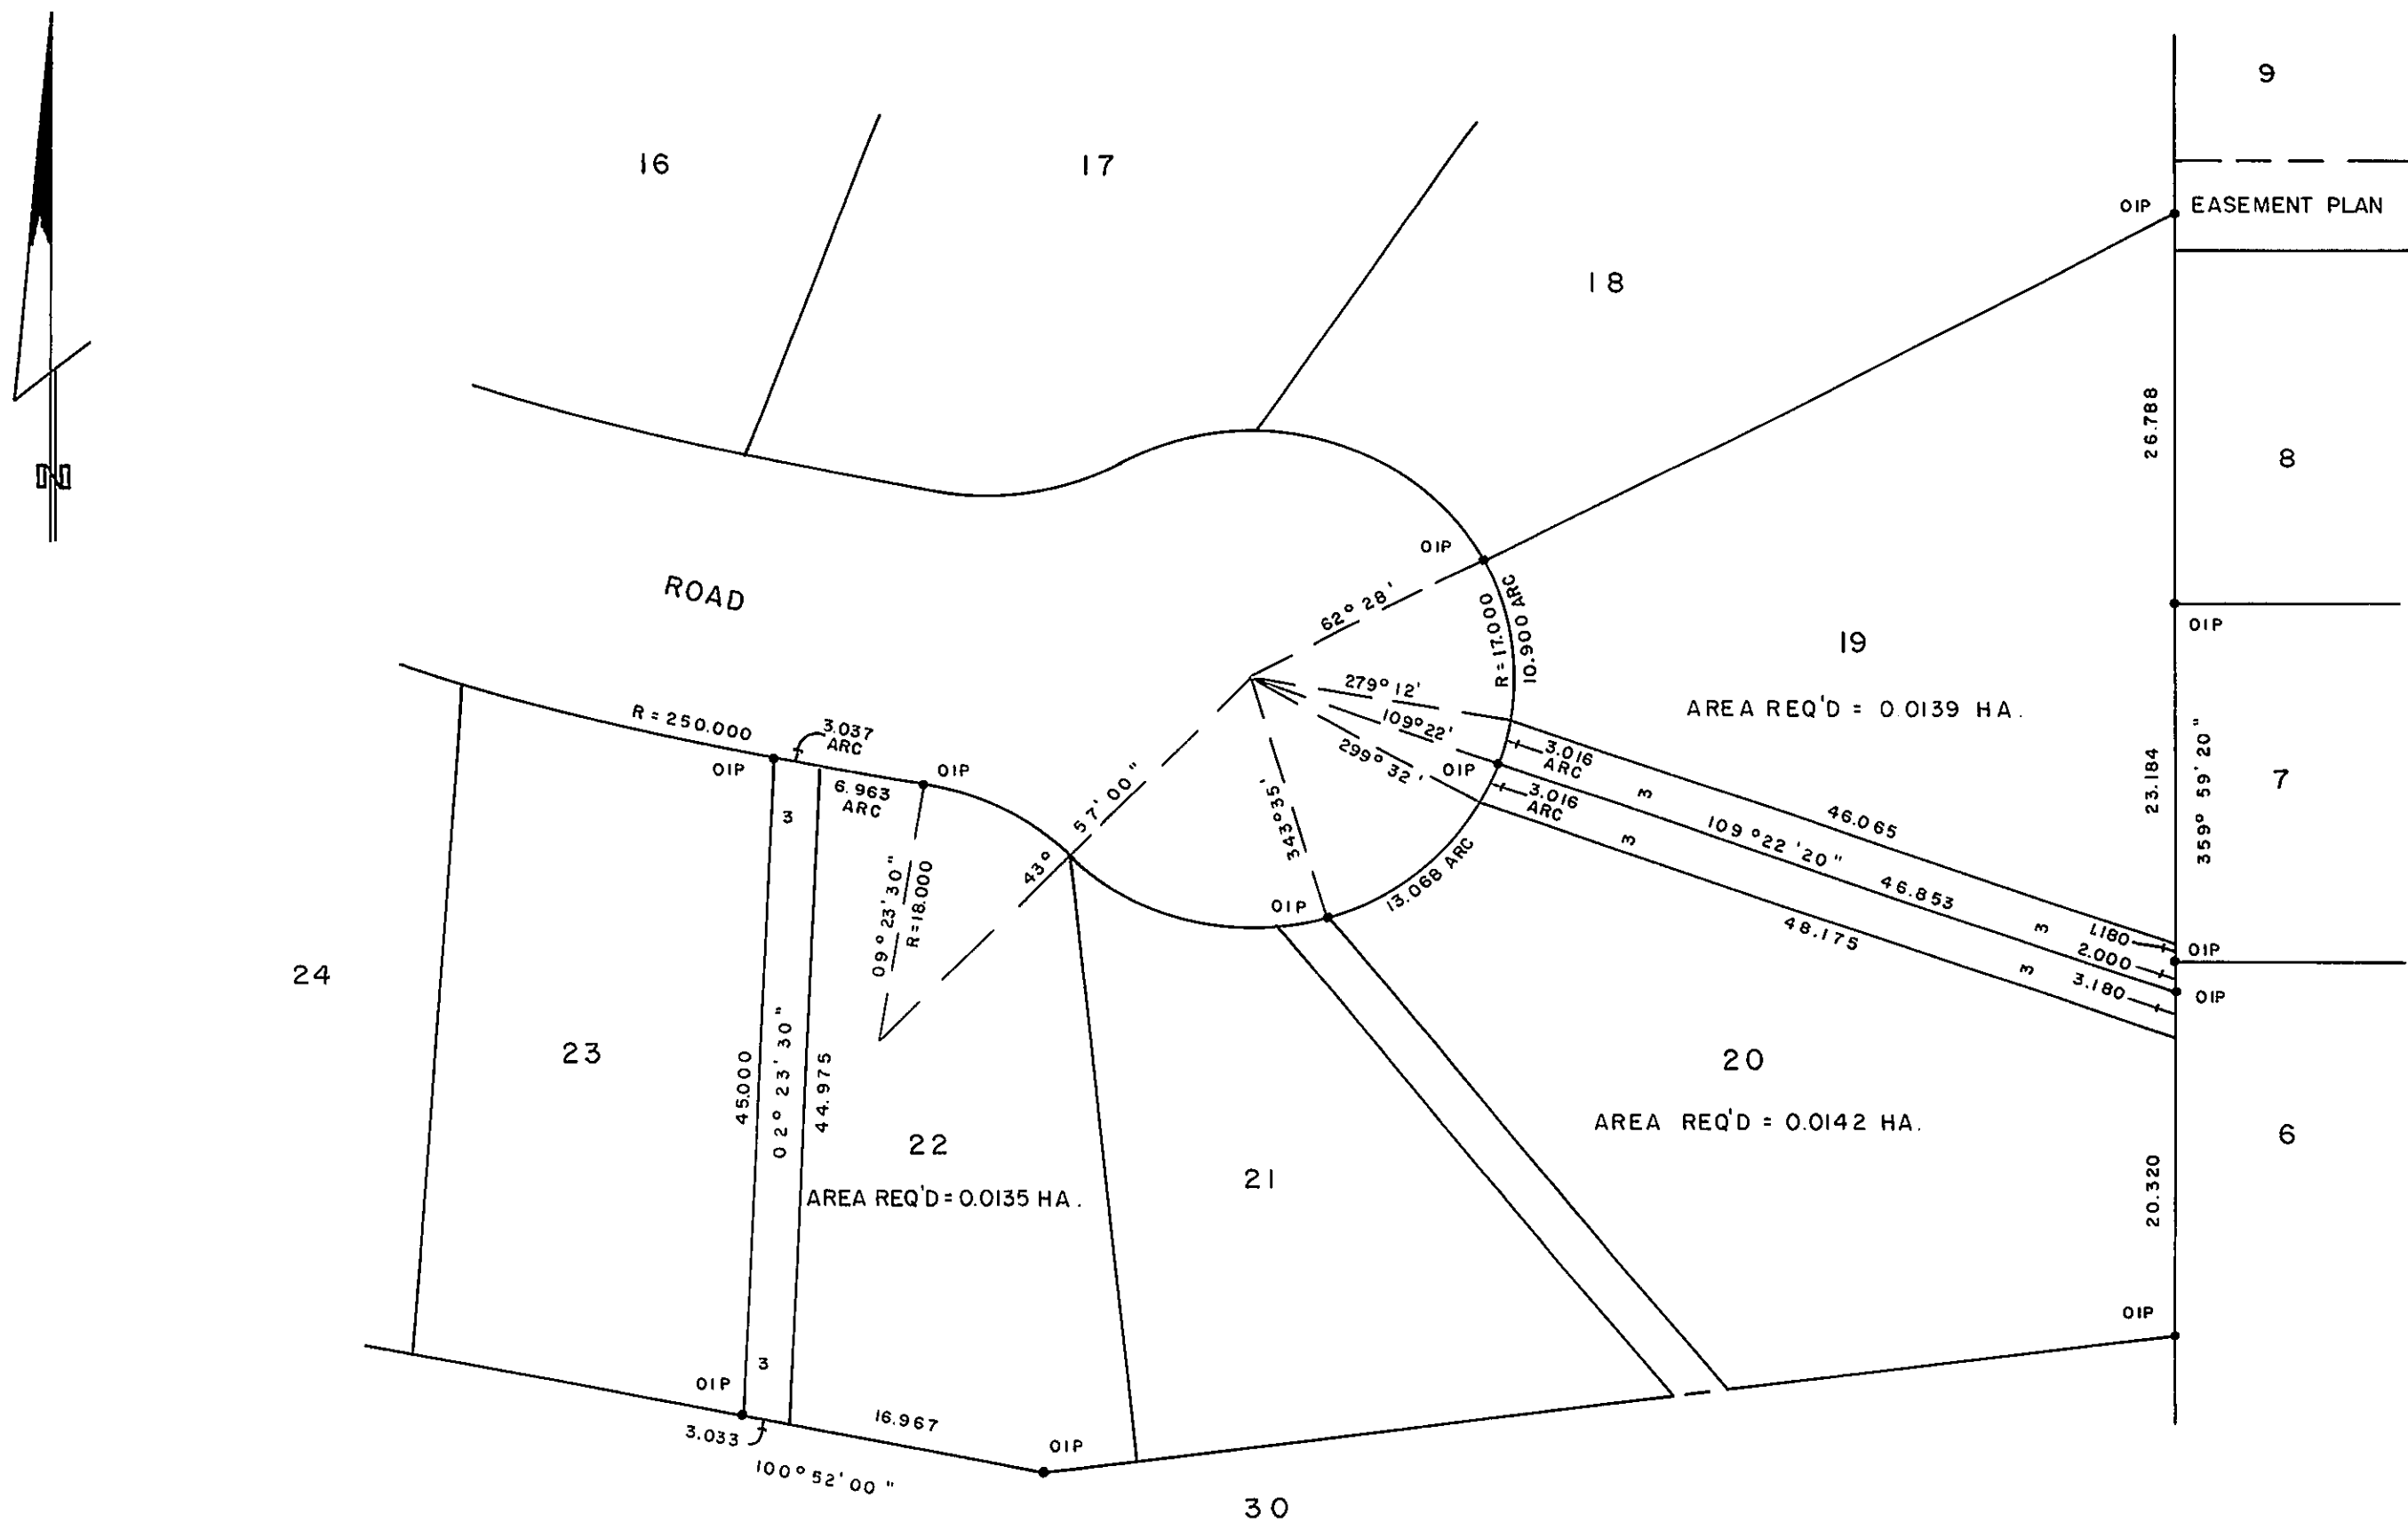 9
16
17
OIP
EASEMENT PLAN
18
26.788
8
N
OIP
ROAD
62° 28'
R = 17.000
10.900 ARC
OIP
19
279° 12'
AREA REQ'D = 0.0139 HA.
R = 250.000
3.037
ARC
109° 22'
3.016
ARC
299° 32'
OIP
OIP
OIP
6.963
ARC
3
3.016
ARC
3
3
23.184
359° 59' 20"
7
46.065
109° 22' 20"
46.853
48.175
43° 57' 00"
343° 35'
13.068 ARC
09° 23' 30"
R = 18.000
OIP
3
3
1.180
2.000
3.180
OIP
OIP
24
23
45.000
02° 23' 30"
44.975
22
AREA REQ'D = 0.0135 HA.
21
20
AREA REQ'D = 0.0142 HA.
6
20.320
OIP
3
OIP
3.033
16.967
OIP
100° 52' 00"
30